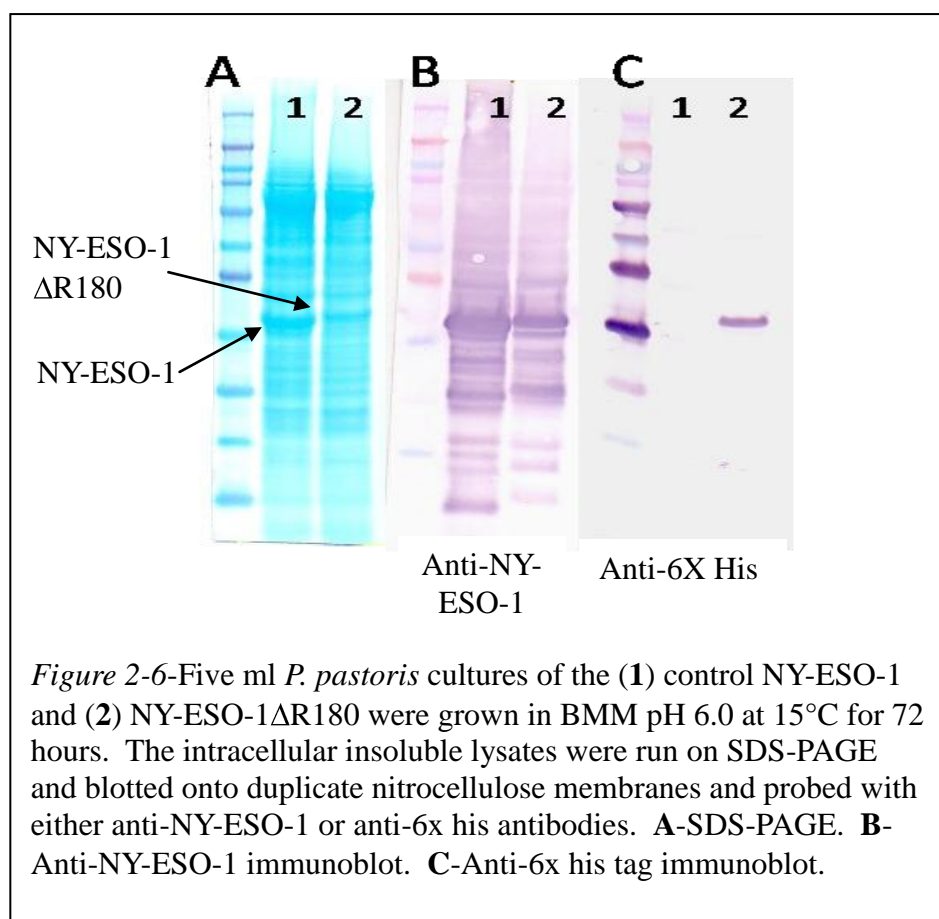 A B C
1 2 1 2 1 2
NY-ESO-1
ΔR180
NY-ESO-1
Anti-NY-
ESO-1
Anti-6X His
Figure 2-6-Five ml P. pastoris cultures of the (1) control NY-ESO-1
and (2) NY-ESO-1ΔR180 were grown in BMM pH 6.0 at 15°C for 72
hours. The intracellular insoluble lysates were run on SDS-PAGE
and blotted onto duplicate nitrocellulose membranes and probed with
either anti-NY-ESO-1 or anti-6x his antibodies. A-SDS-PAGE. B-
Anti-NY-ESO-1 immunoblot. C-Anti-6x his tag immunoblot.